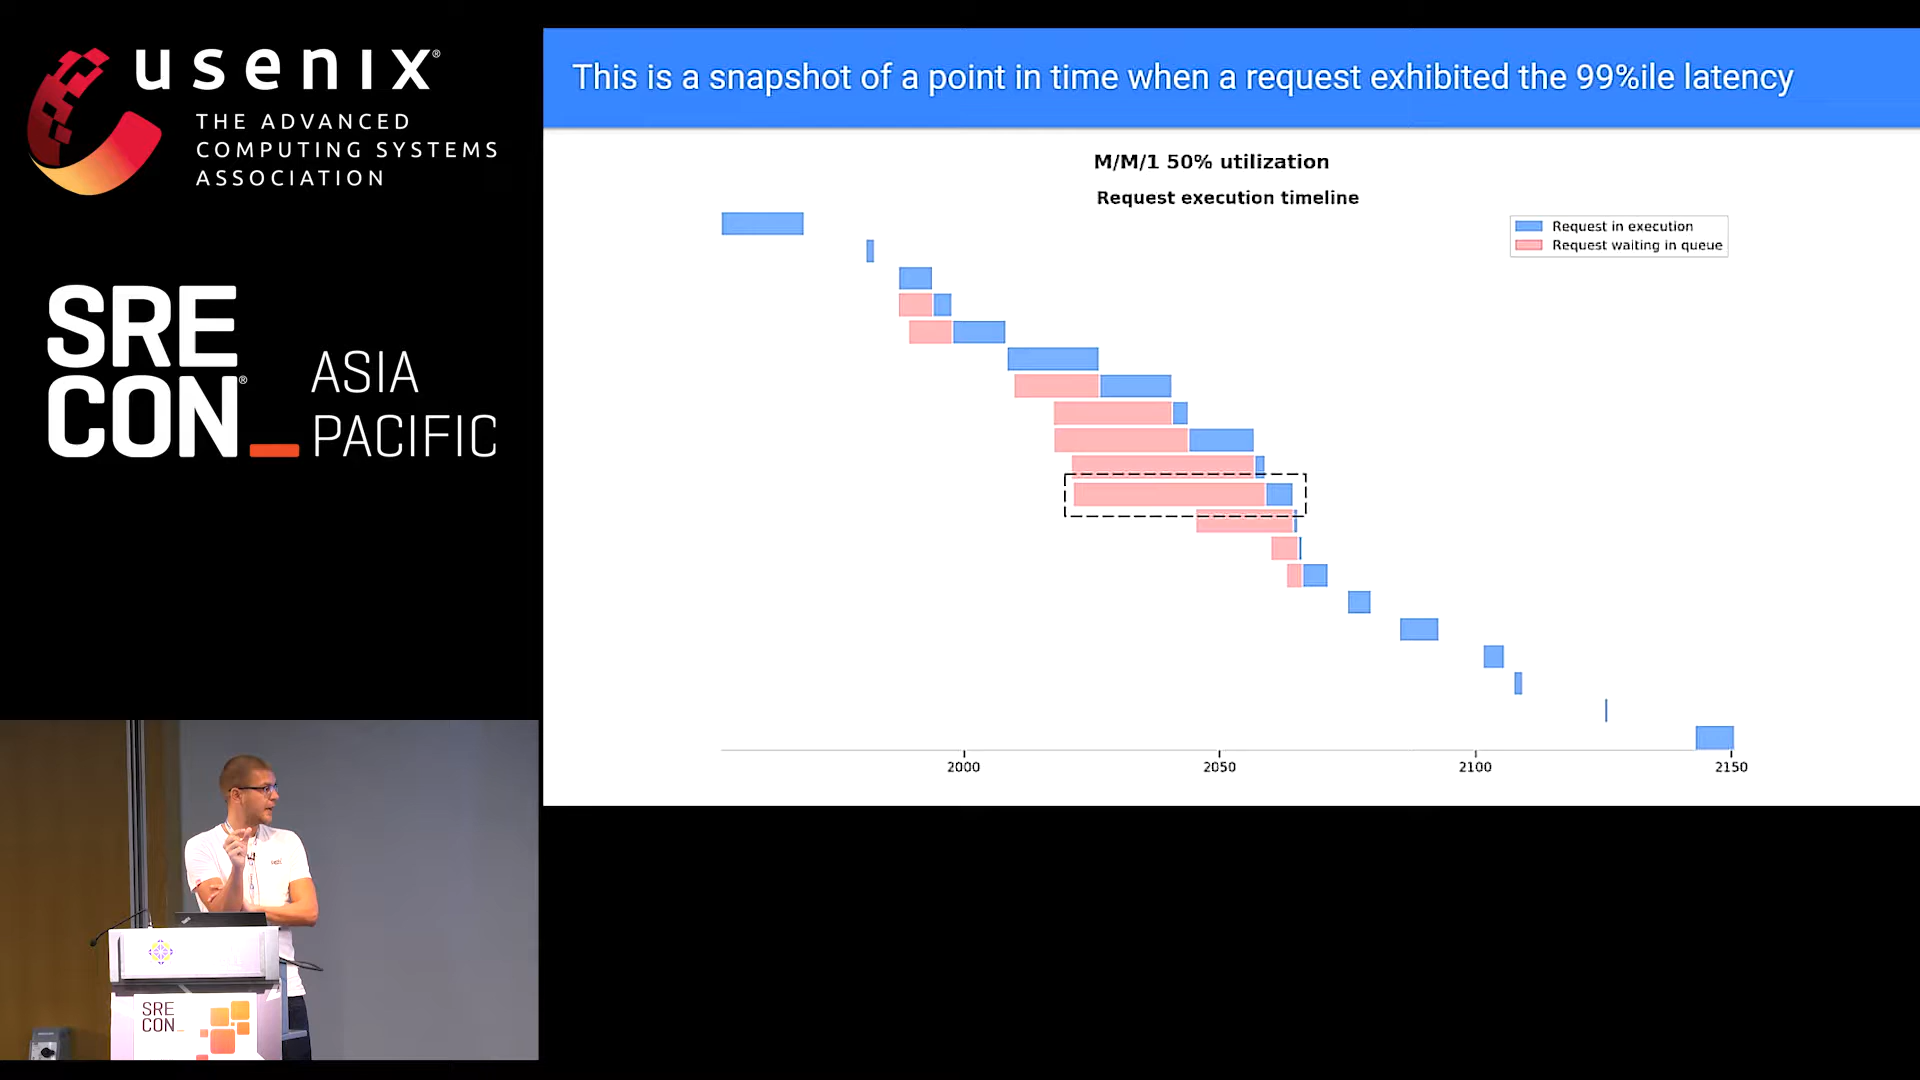 usenix®
THE ADVANCED
COMPUTING SYSTEMS
ASSOCIATION
SRE
CON®_
ASIA
PACIFIC
This is a snapshot of a point in time when a request exhibited the 99%ile latency
M/M/1 50% utilization
Request execution timeline
Request in execution
Request waiting in queue
2000
2050
2100
2150
SRE
CON_